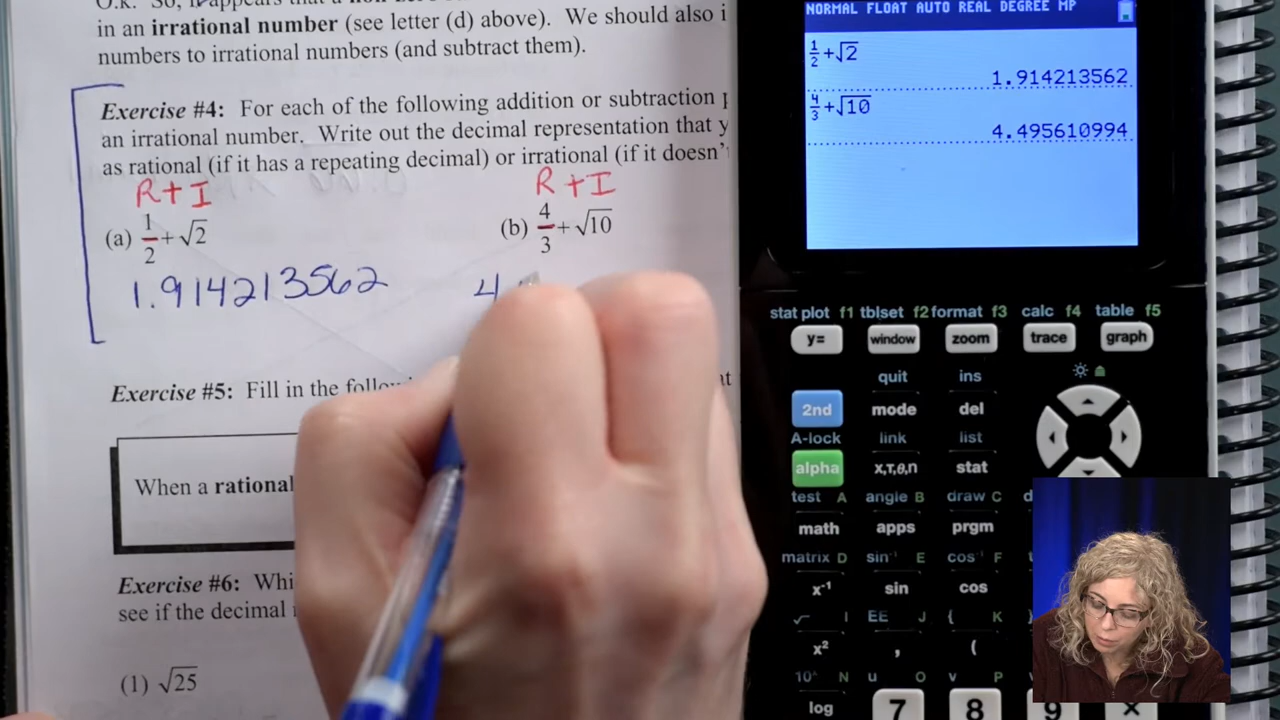 in an irrational number (see letter (d) above). We should also i
numbers to irrational numbers (and subtract them).
Exercise #4: For each of the following addition or subtraction
an irrational number. Write out the decimal representation that y
as rational (if it has a repeating decimal) or irrational (if it doesn't
R+I
R+I
(a) 1/2 + √2
(b) 4/3 + √10
1.914213562
4
Exercise #5: Fill in the follo
When a rational
Exercise #6: Whi
see if the decimal
(1) √25
NORMAL FLOAT AUTO REAL DEGREE MP
1/2+√2
1.914213562
4/3+√10
4.495610994
stat plot f1 tblset f2 format f3 calc f4 table f5
y= window zoom trace graph
quit ins
2nd mode del
A-lock link list
alpha X,T,θ,n stat
test A angle B draw C
math apps prgm
matrix D sin⁻¹ E cos⁻¹ F
x⁻¹ sin cos
√ I EE J { K
x² , (
10ˣ N u O v P
log 7 8 9 ×